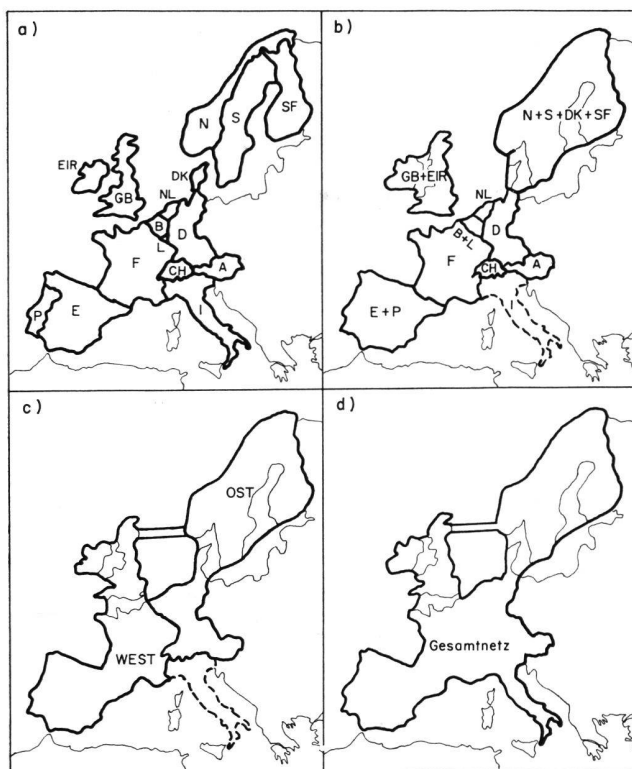 a)
N
S
SF
EIR
GB
DK
NL
B
D
L
F
CH
A
P
E
I
b)
N+S+DK+SF
GB+EIR
NL
D
B+L
F
CH
A
I
E+P
c)
OST
WEST
d)
Gesamtnetz